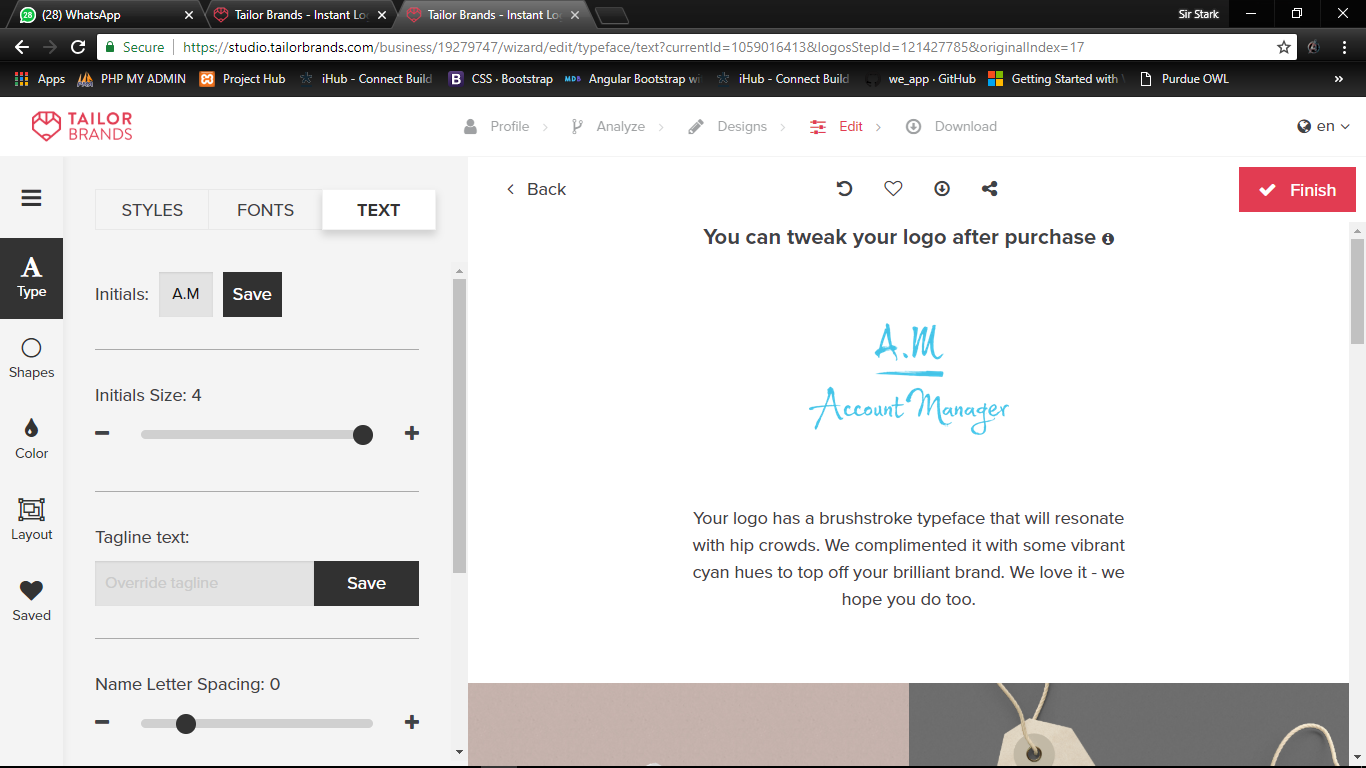 (28) WhatsApp
Tailor Brands - Instant Lo
Tailor Brands - Instant Lo
Sir Stark
Secure
https://studio.tailorbrands.com/business/19279747/wizard/edit/typeface/text?currentId=1059016413&logosStepId=121427785&originalIndex=17
Apps PHP MY ADMIN Project Hub iHub - Connect Build CSS · Bootstrap Angular Bootstrap wi iHub - Connect Build we_app · GitHub Getting Started with Purdue OWL »
TAILOR
BRANDS
Profile Analyze Designs Edit Download
en
Back
Finish
STYLES FONTS TEXT
You can tweak your logo after purchase
Type
Shapes
Color
Layout
Saved
Initials: A.M Save
Initials Size: 4
Tagline text:
Override tagline Save
Name Letter Spacing: 0
A.M
Account Manager
Your logo has a brushstroke typeface that will resonate
with hip crowds. We complimented it with some vibrant
cyan hues to top off your brilliant brand. We love it - we
hope you do too.